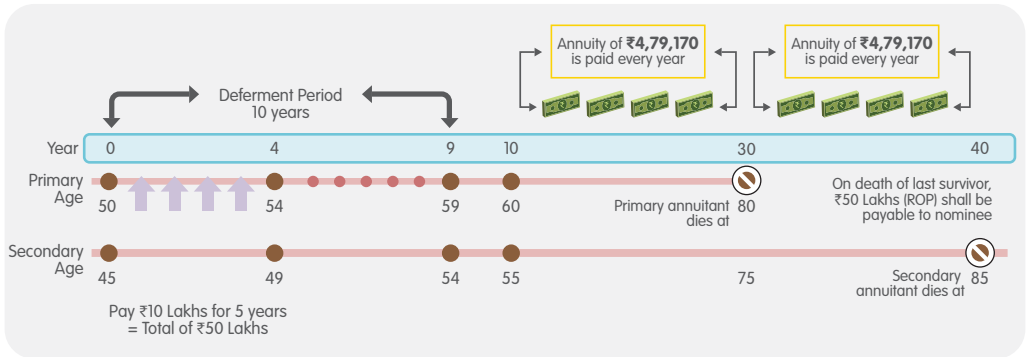 Annuity of ₹4,79,170
is paid every year
Annuity of ₹4,79,170
is paid every year
Deferment Period
10 years
Year 0 4 9 10 30 40
Primary
Age
50 54 59 60 80
Primary annuitant
dies at
On death of last survivor,
₹50 Lakhs (ROP) shall be
payable to nominee
Secondary
Age
45 49 54 55 75 85
Secondary
annuitant dies at
Pay ₹10 Lakhs for 5 years
= Total of ₹50 Lakhs